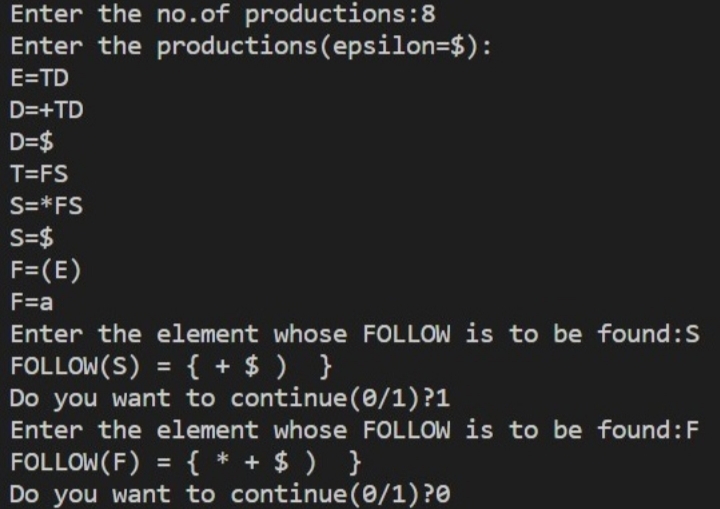 Enter the no.of productions:8
Enter the productions(epsilon=$):
E=TD
D=+TD
D=$
T=FS
S=*FS
S=$
F=(E)
F=a
Enter the element whose FOLLOW is to be found:S
FOLLOW(S) = { + $ )  }
Do you want to continue(0/1)?1
Enter the element whose FOLLOW is to be found:F
FOLLOW(F) = { * + $ )  }
Do you want to continue(0/1)?0